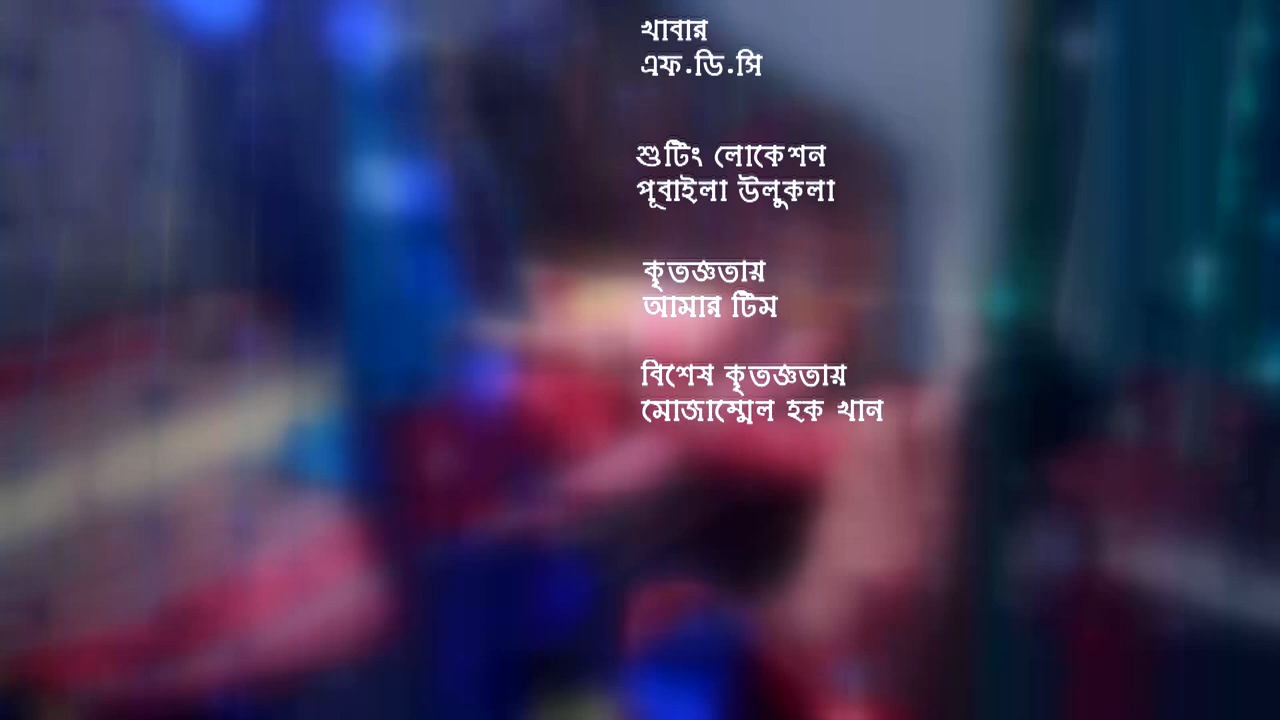 খাবার
এফ.ডি.সি
শুটিং লোকেশন
পূবাইলা উলুকলা
কৃতজ্ঞতায়
আমার টিম
বিশেষ কৃতজ্ঞতায়
মোজাম্মেল হক খান